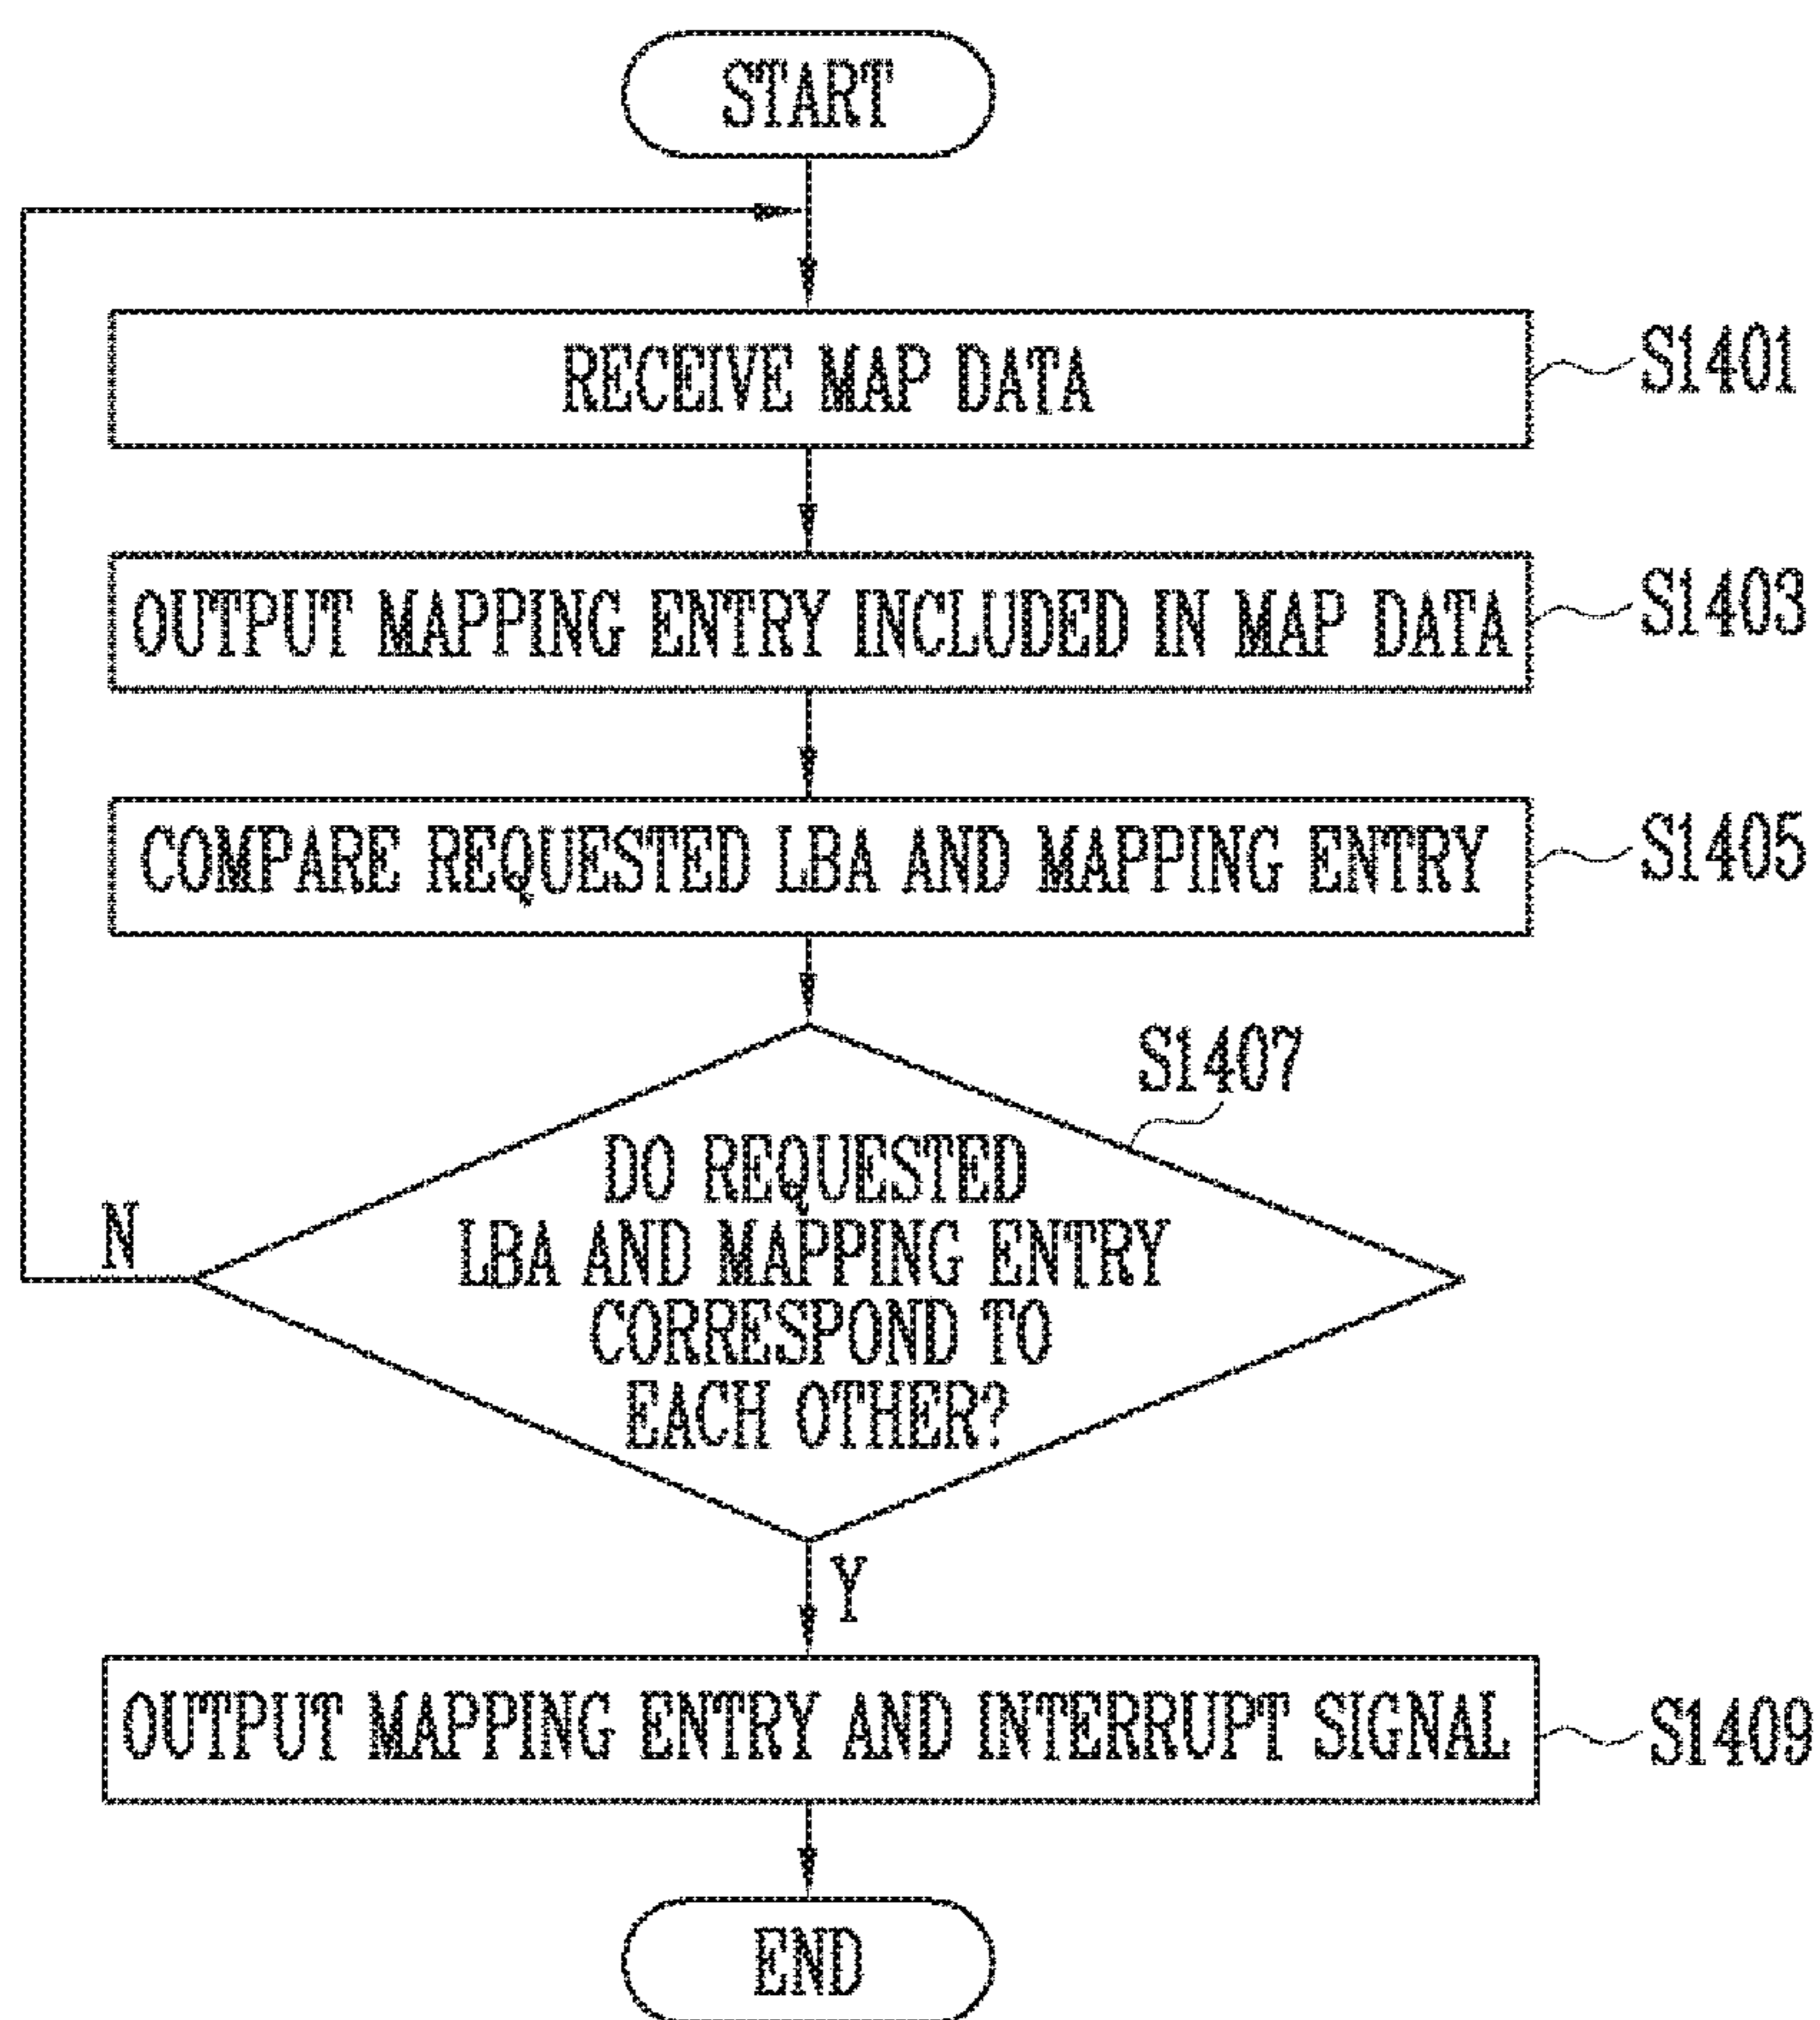 START
RECEIVE MAP DATA
S1401
OUTPUT MAPPING ENTRY INCLUDED IN MAP DATA
S1403
COMPARE REQUESTED LBA AND MAPPING ENTRY
S1405
S1407
DO REQUESTED
LBA AND MAPPING ENTRY
CORRESPOND TO
EACH OTHER?
N
Y
OUTPUT MAPPING ENTRY AND INTERRUPT SIGNAL
S1409
END